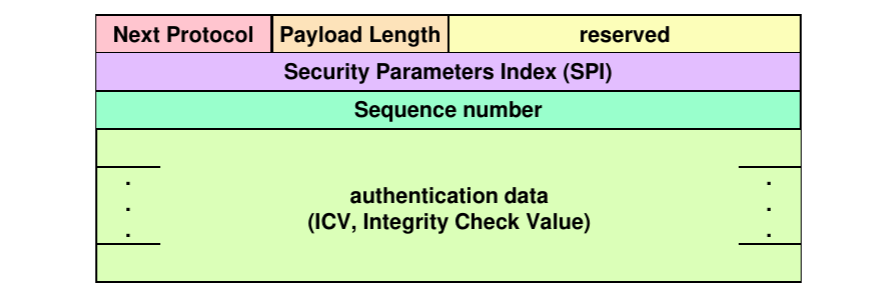 Next Protocol Payload Length reserved
Security Parameters Index (SPI)
Sequence number
authentication data
(ICV, Integrity Check Value)